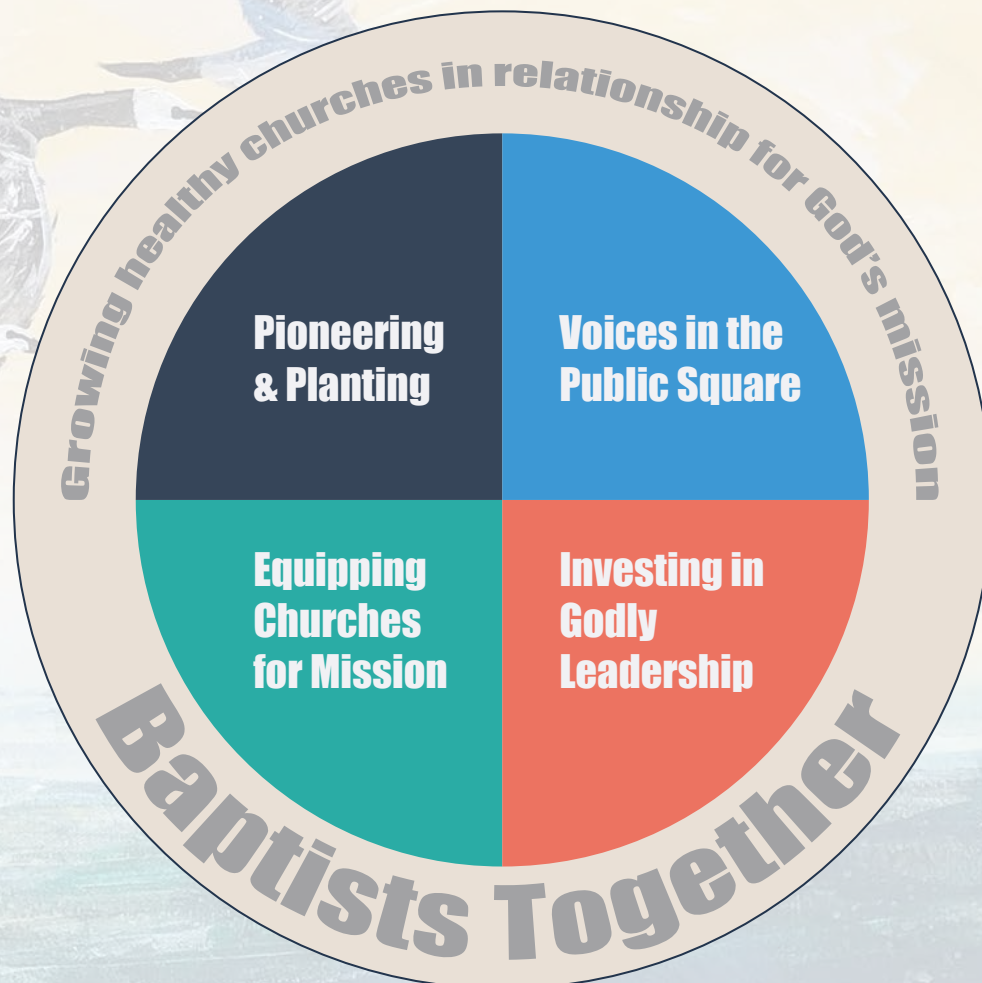 Growing healthy churches in relationship for God's mission
Pioneering
& Planting
Voices in the
Public Square
Equipping
Churches
for Mission
Investing in
Godly
Leadership
Baptists Together